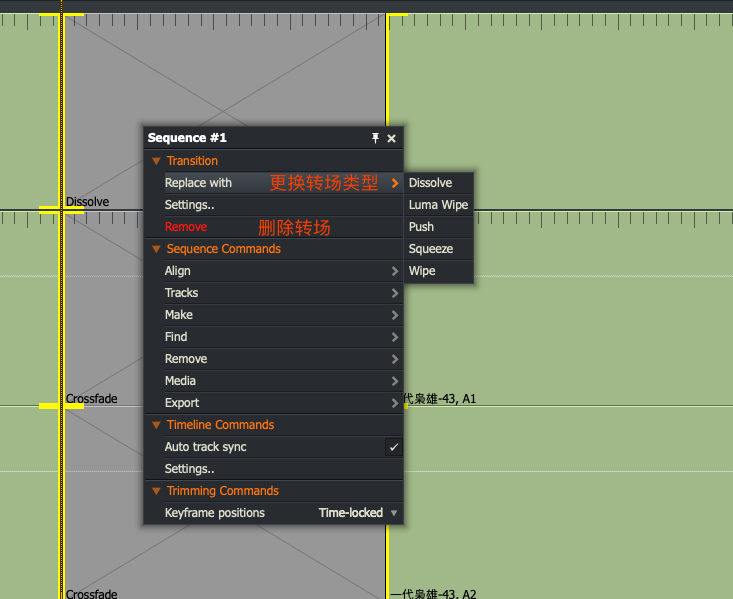 Sequence #1
Transition
Replace with 更换转场类型
Dissolve
Settings..
Luma Wipe
Dissolve
Remove 删除转场
Push
Sequence Commands
Squeeze
Align
Wipe
Tracks
Make
Find
Remove
Media
Crossfade
Export
代枭雄-43, A1
Timeline Commands
Auto track sync
Settings..
Trimming Commands
Keyframe positions Time-locked
Crossfade
一代枭雄-43, A2